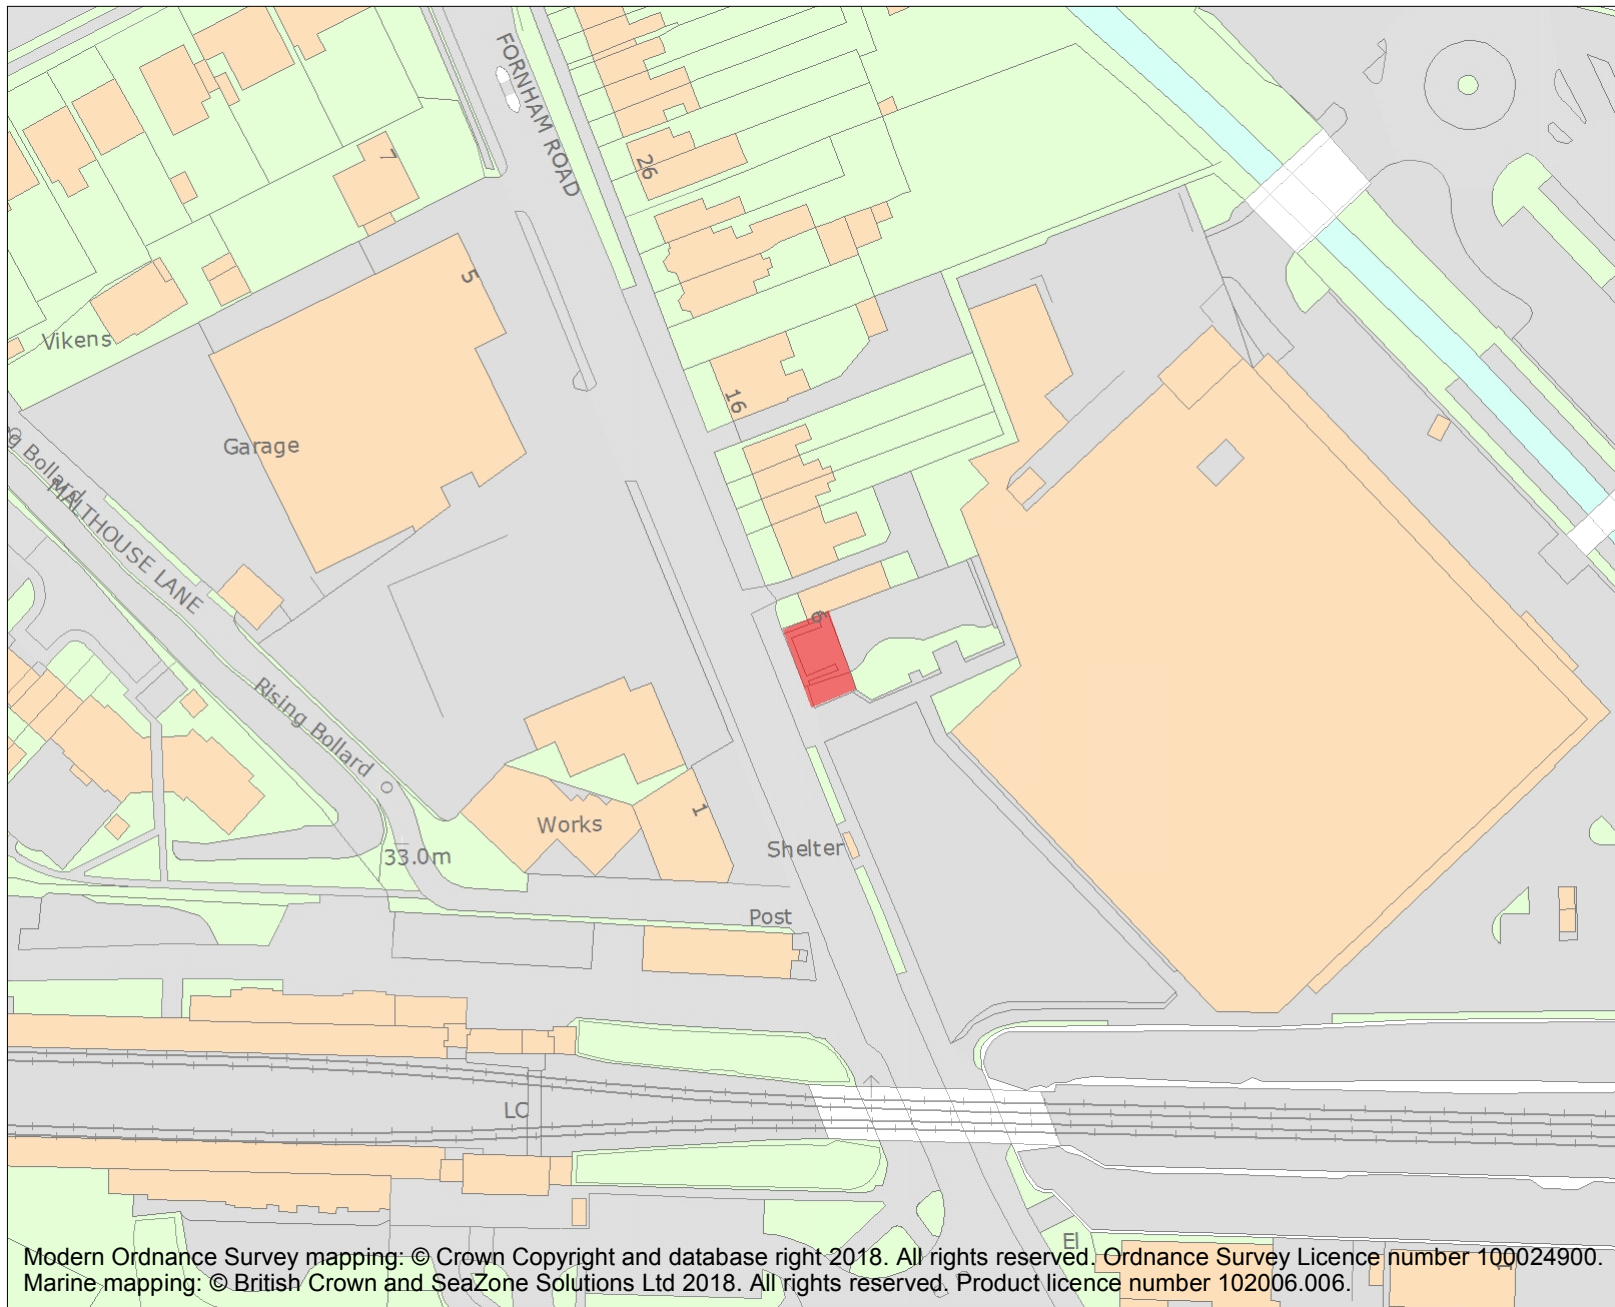 FORNHAM ROAD
7
26
5
Vikens
16
Garage
g Bollard
MALTHOUSE LANE
6
Rising Bollard
1
Works
Shelter
33.0m
Post
LC
El
Modern Ordnance Survey mapping: © Crown Copyright and database right 2018. All rights reserved. Ordnance Survey Licence number 100024900.
Marine mapping: © British Crown and SeaZone Solutions Ltd 2018. All rights reserved. Product licence number 102006.006.